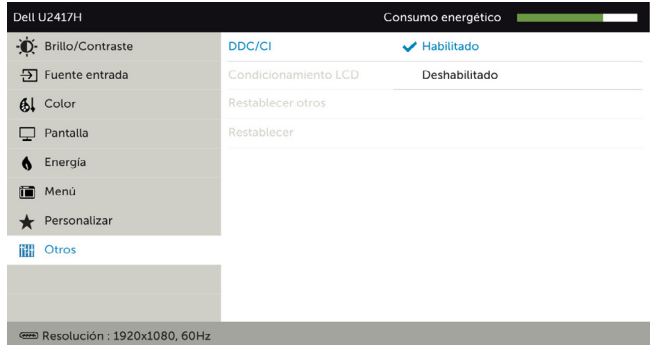 Dell U2417H Consumo energético
Brillo/Contraste DDC/CI Habilitado
Fuente entrada Condicionamiento LCD Deshabilitado
Color Restablecer otros
Pantalla Restablecer
Energía
Menú
Personalizar
Otros
Resolución : 1920x1080, 60Hz